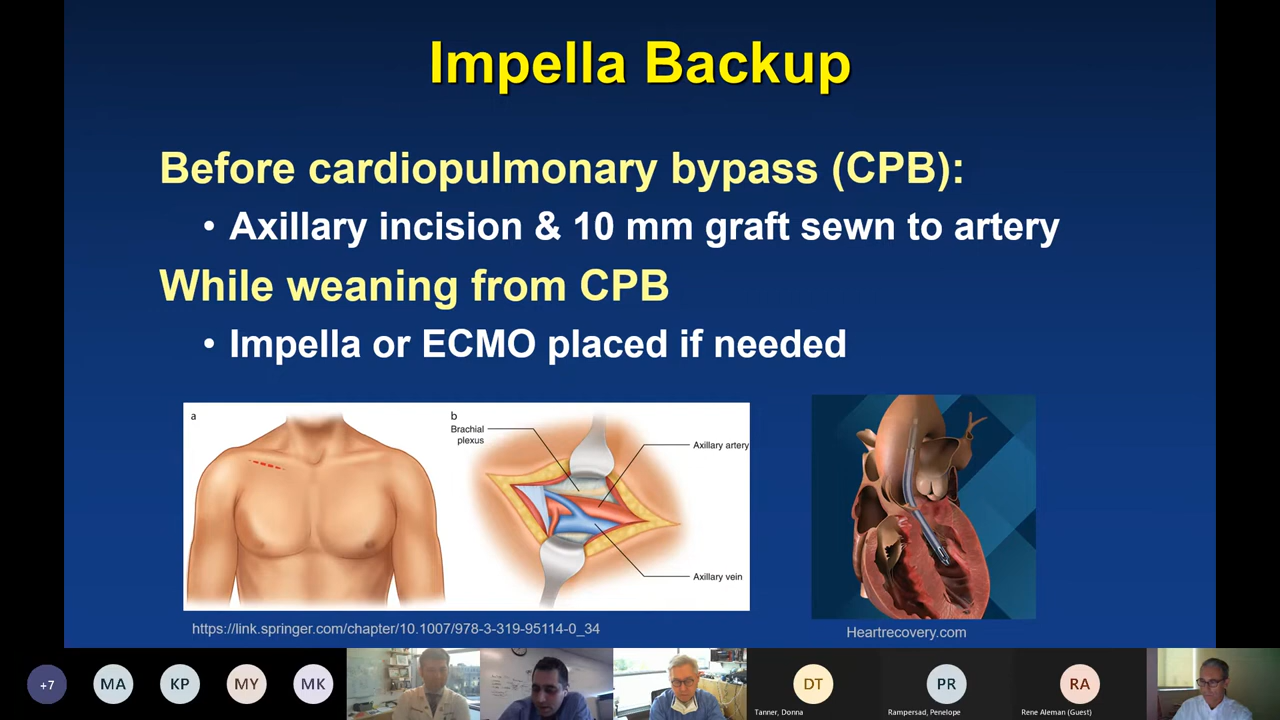 Impella Backup
Before cardiopulmonary bypass (CPB):
• Axillary incision & 10 mm graft sewn to artery
While weaning from CPB
• Impella or ECMO placed if needed
a
b
Brachial
plexus
Axillary artery
Axillary vein
https://link.springer.com/chapter/10.1007/978-3-319-95114-0_34
Heartrecovery.com
+7
MA
KP
MY
MK
DT
Tanner, Donna
PR
Rampersad, Penelope
RA
Rene Aleman (Guest)